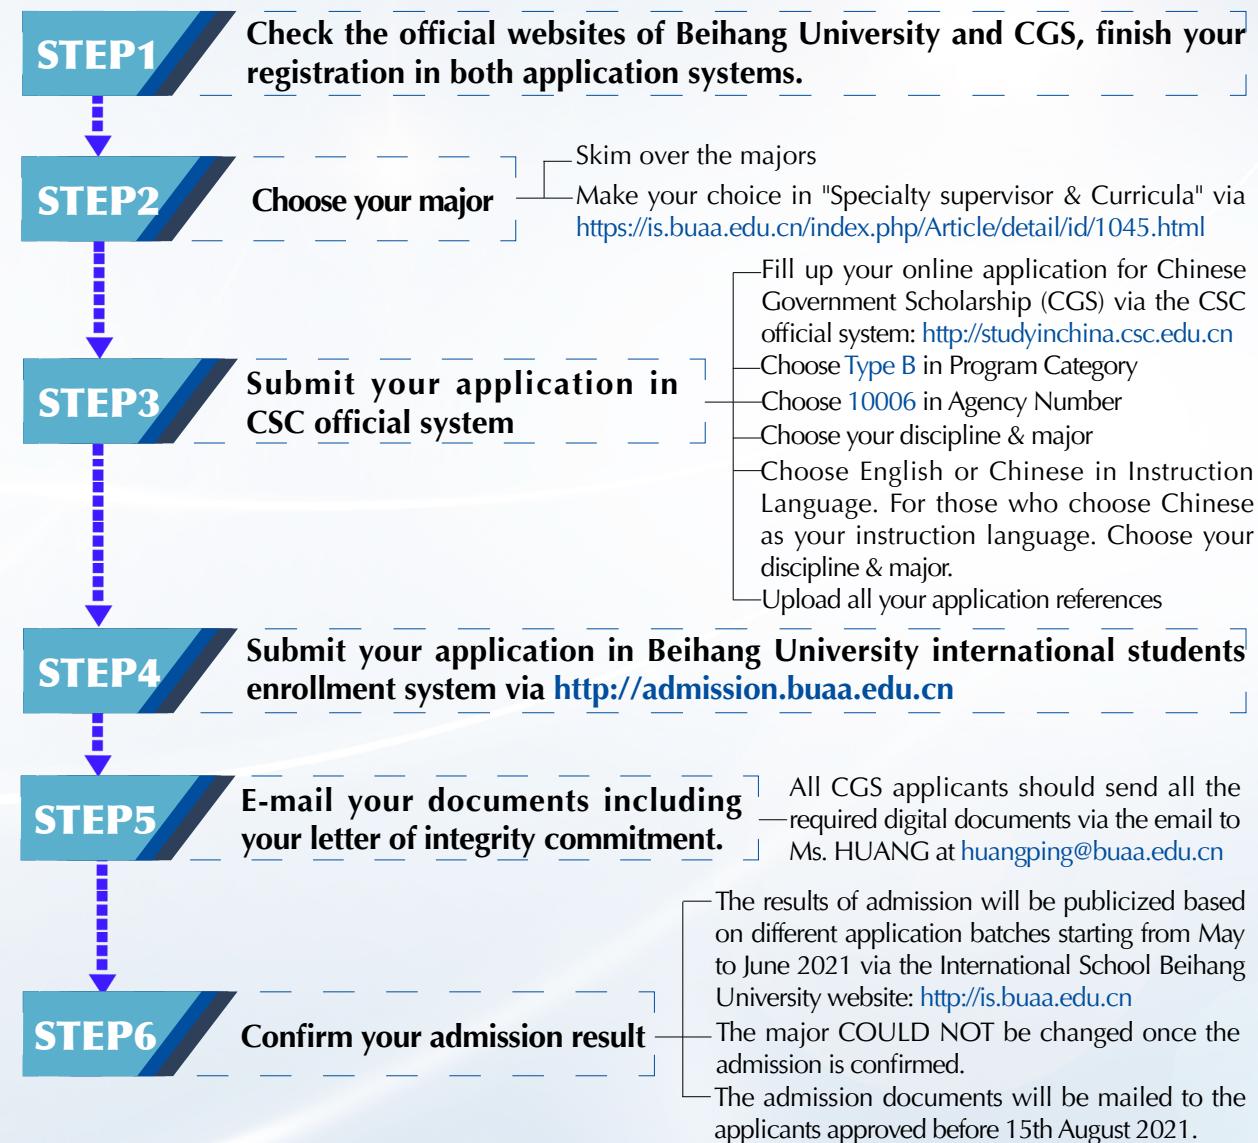 STEP1
Check the official websites of Beihang University and CGS, finish your
registration in both application systems.
STEP2
Choose your major
Skim over the majors
Make your choice in "Specialty supervisor & Curricula" via
https://is.buaa.edu.cn/index.php/Article/detail/id/1045.html
STEP3
Submit your application in
CSC official system
Fill up your online application for Chinese
Government Scholarship (CGS) via the CSC
official system: http://studyinchina.csc.edu.cn
Choose Type B in Program Category
Choose 10006 in Agency Number
Choose your discipline & major
Choose English or Chinese in Instruction
Language. For those who choose Chinese
as your instruction language. Choose your
discipline & major.
Upload all your application references
STEP4
Submit your application in Beihang University international students
enrollment system via http://admission.buaa.edu.cn
STEP5
E-mail your documents including
your letter of integrity commitment.
All CGS applicants should send all the
required digital documents via the email to
Ms. HUANG at huangping@buaa.edu.cn
STEP6
Confirm your admission result
The results of admission will be publicized based
on different application batches starting from May
to June 2021 via the International School Beihang
University website: http://is.buaa.edu.cn
The major COULD NOT be changed once the
admission is confirmed.
The admission documents will be mailed to the
applicants approved before 15th August 2021.